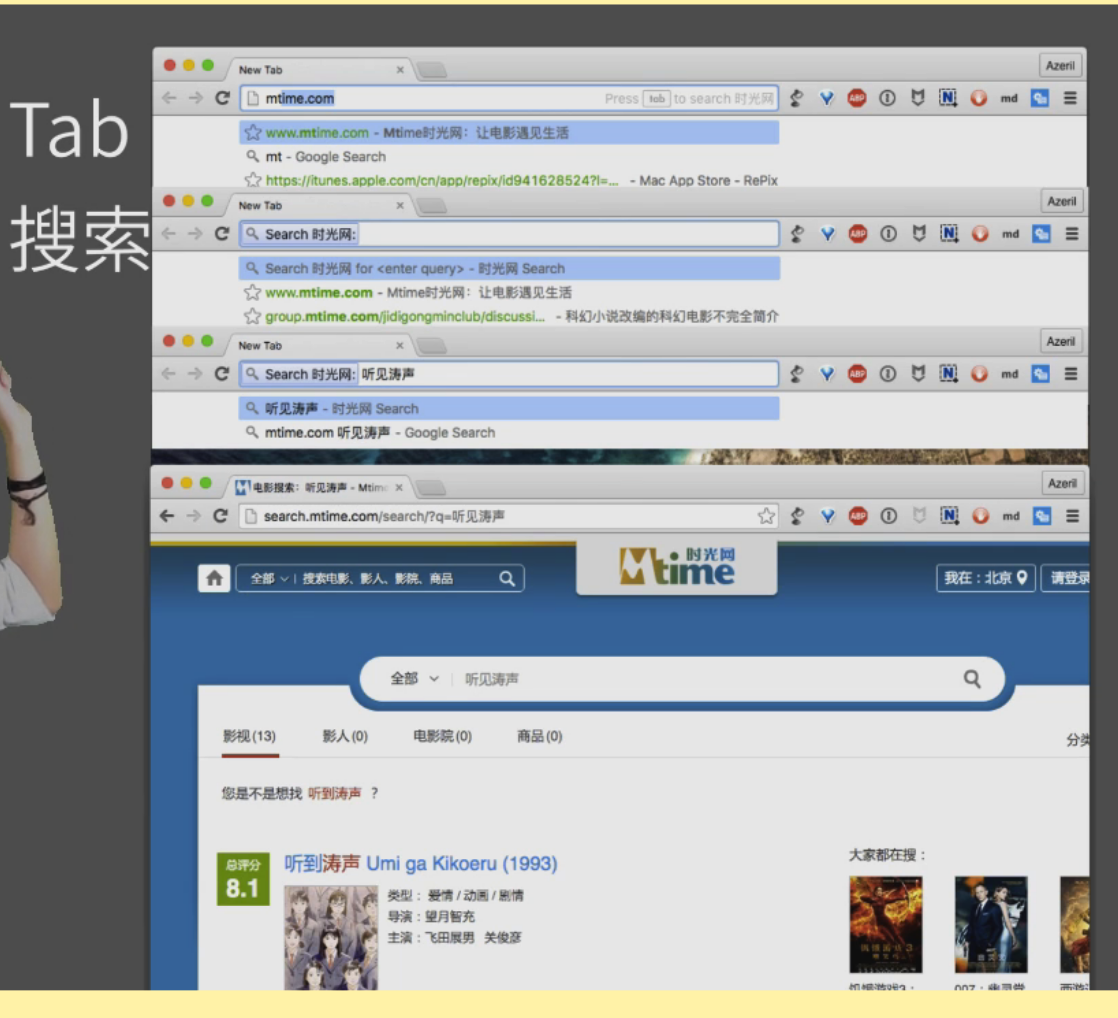 Tab
搜索
New Tab
Azeril
mtime.com
Press tab to search 时光网
ABP
N
md
www.mtime.com - Mtime时光网：让电影遇见生活
mt - Google Search
https://itunes.apple.com/cn/app/repix/id941628524?l=... - Mac App Store - RePix
New Tab
Azeril
Search 时光网:
ABP
N
md
Search 时光网 for <enter query> - 时光网 Search
www.mtime.com - Mtime时光网：让电影遇见生活
group.mtime.com/jidigongminclub/discussi... - 科幻小说改编的科幻电影不完全简介
New Tab
Azeril
Search 时光网: 听见涛声
ABP
N
md
听见涛声 - 时光网 Search
mtime.com 听见涛声 - Google Search
电影搜索：听见涛声 - Mtime
Azeril
search.mtime.com/search/?q=听见涛声
ABP
N
md
全部 | 搜索电影、影人、影院、商品
Mtime 时光网
我在：北京
请登录
全部 | 听见涛声
影视(13) 影人(0) 电影院(0) 商品(0)
分类
您是不是想找 听到涛声 ？
总评分
8.1
听到涛声 Umi ga Kikoeru (1993)
类型： 爱情 / 动画 / 剧情
导演：望月智充
主演：飞田展男 关俊彦
大家都在搜：